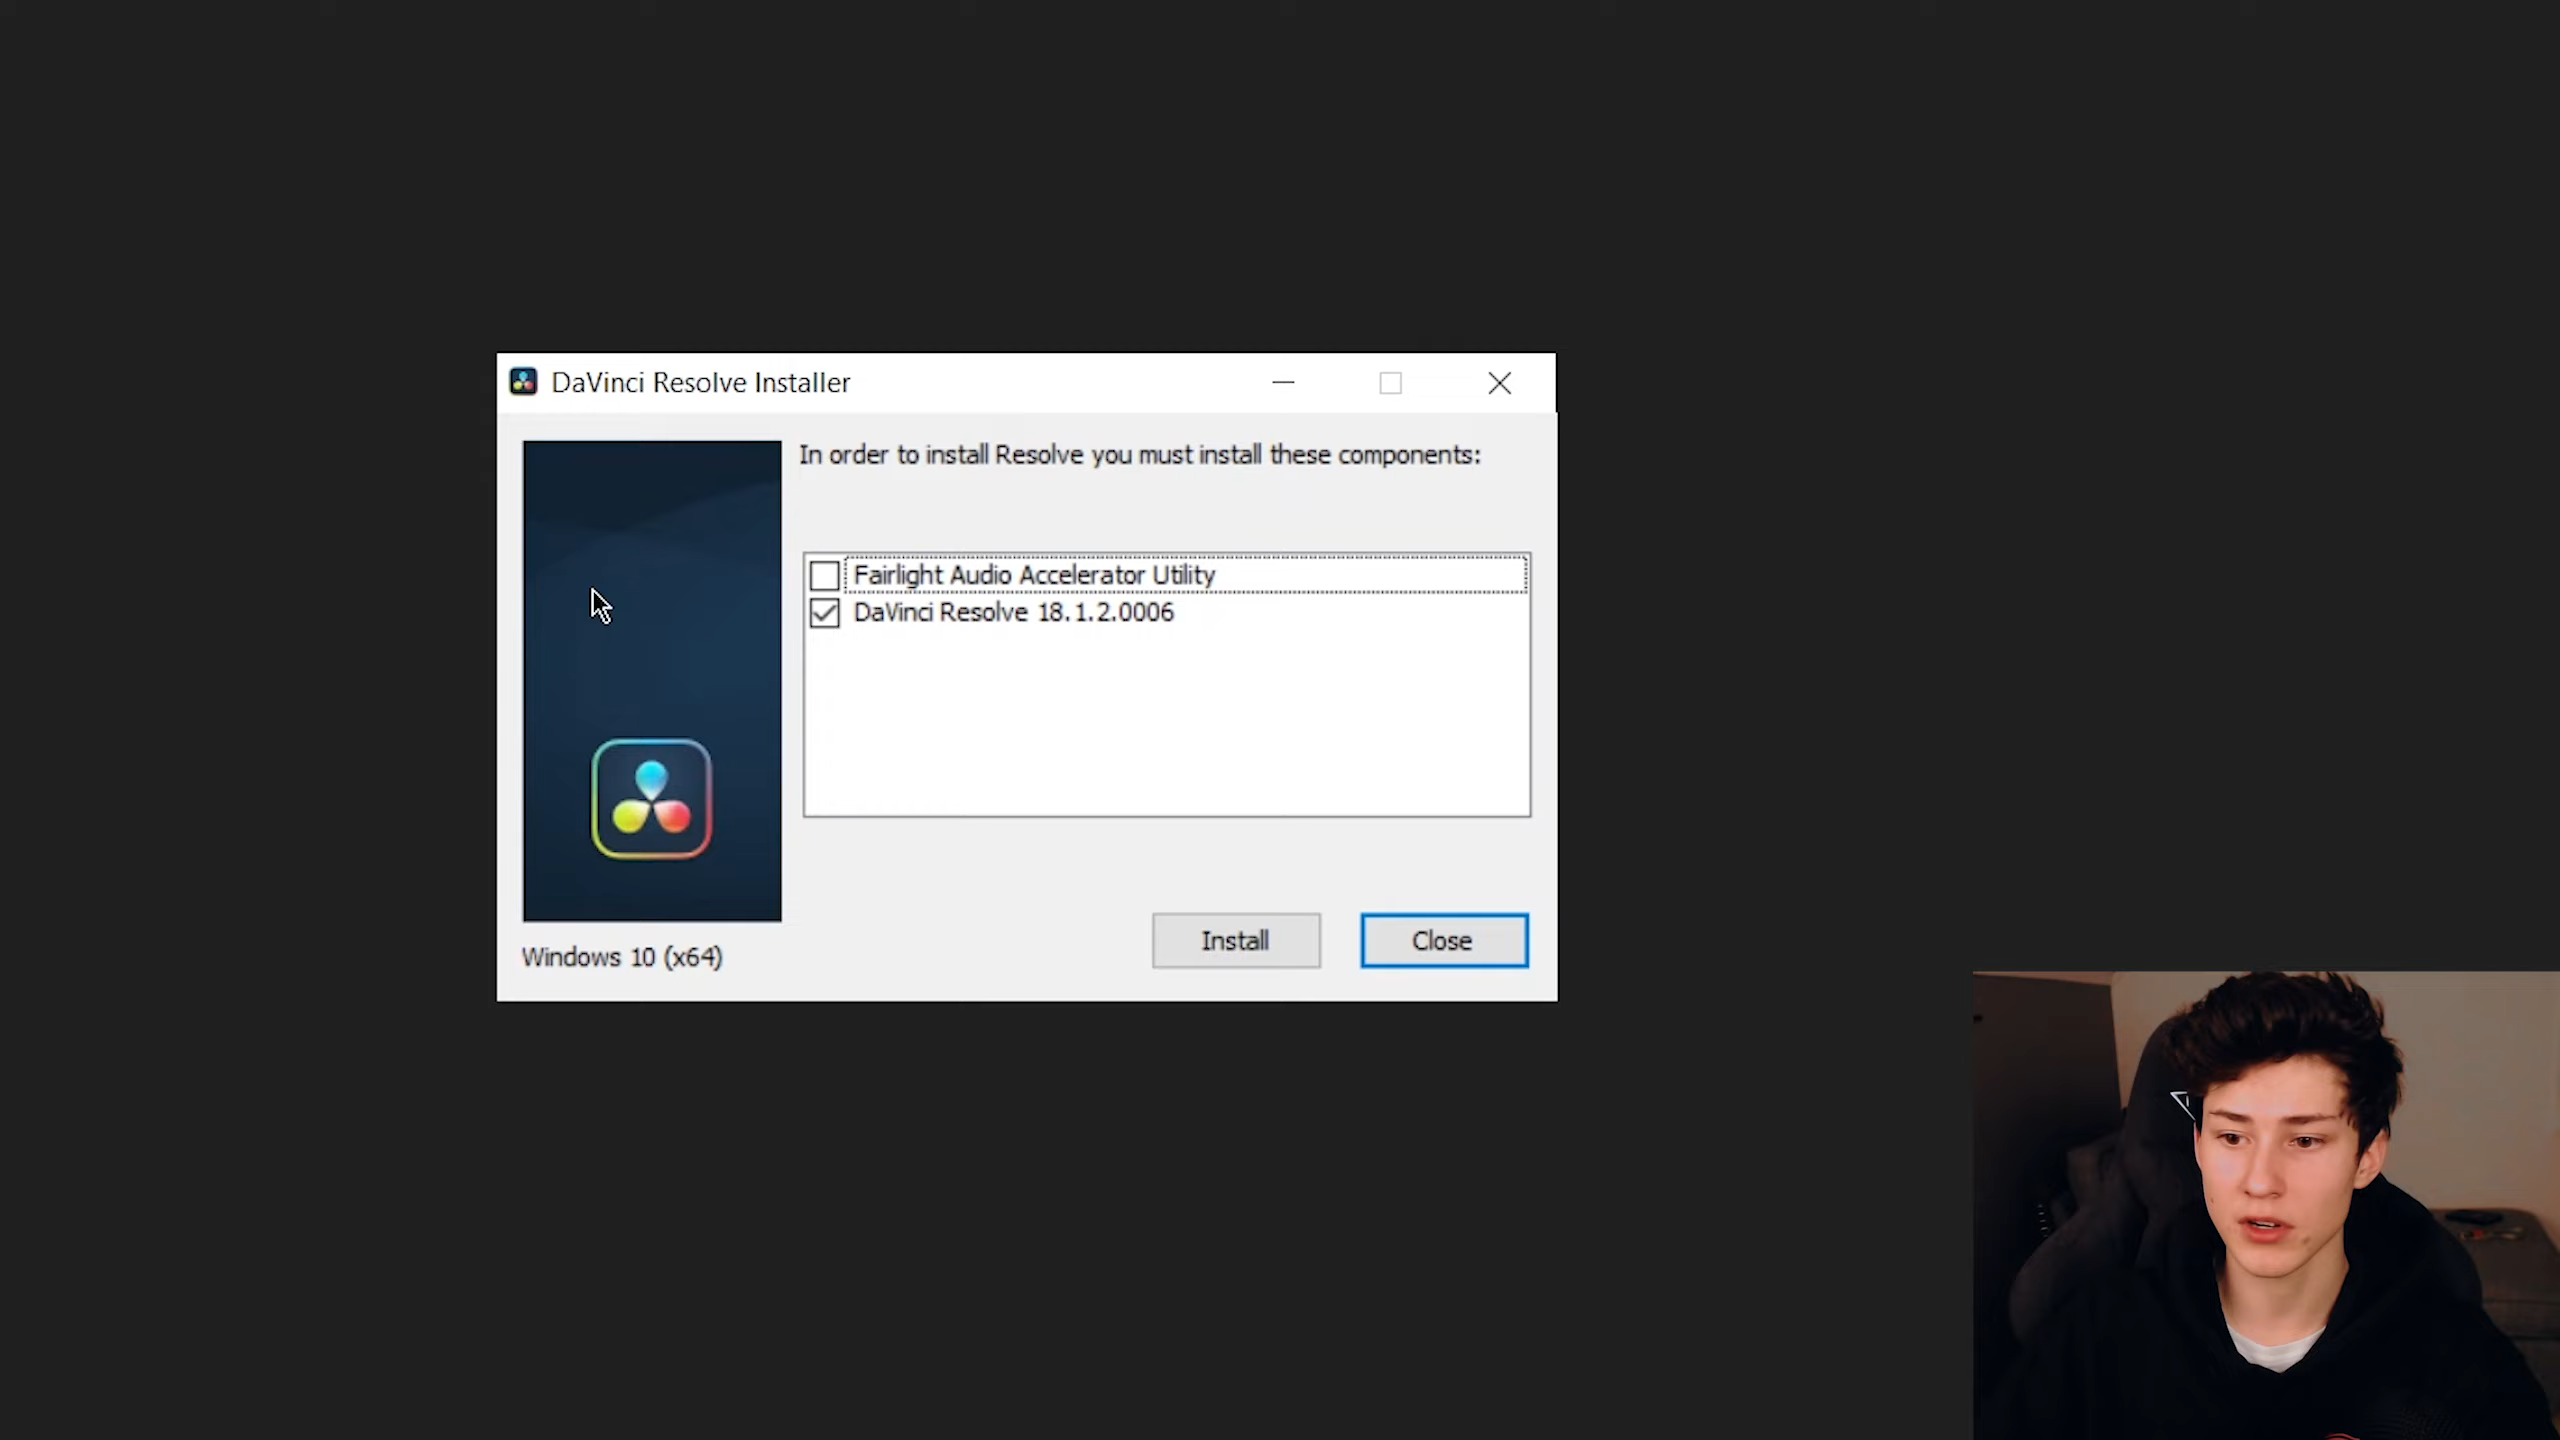 DaVinci Resolve Installer
In order to install Resolve you must install these components:
Fairlight Audio Accelerator Utility
DaVinci Resolve 18.1.2.0006
Windows 10 (x64)
Install
Close